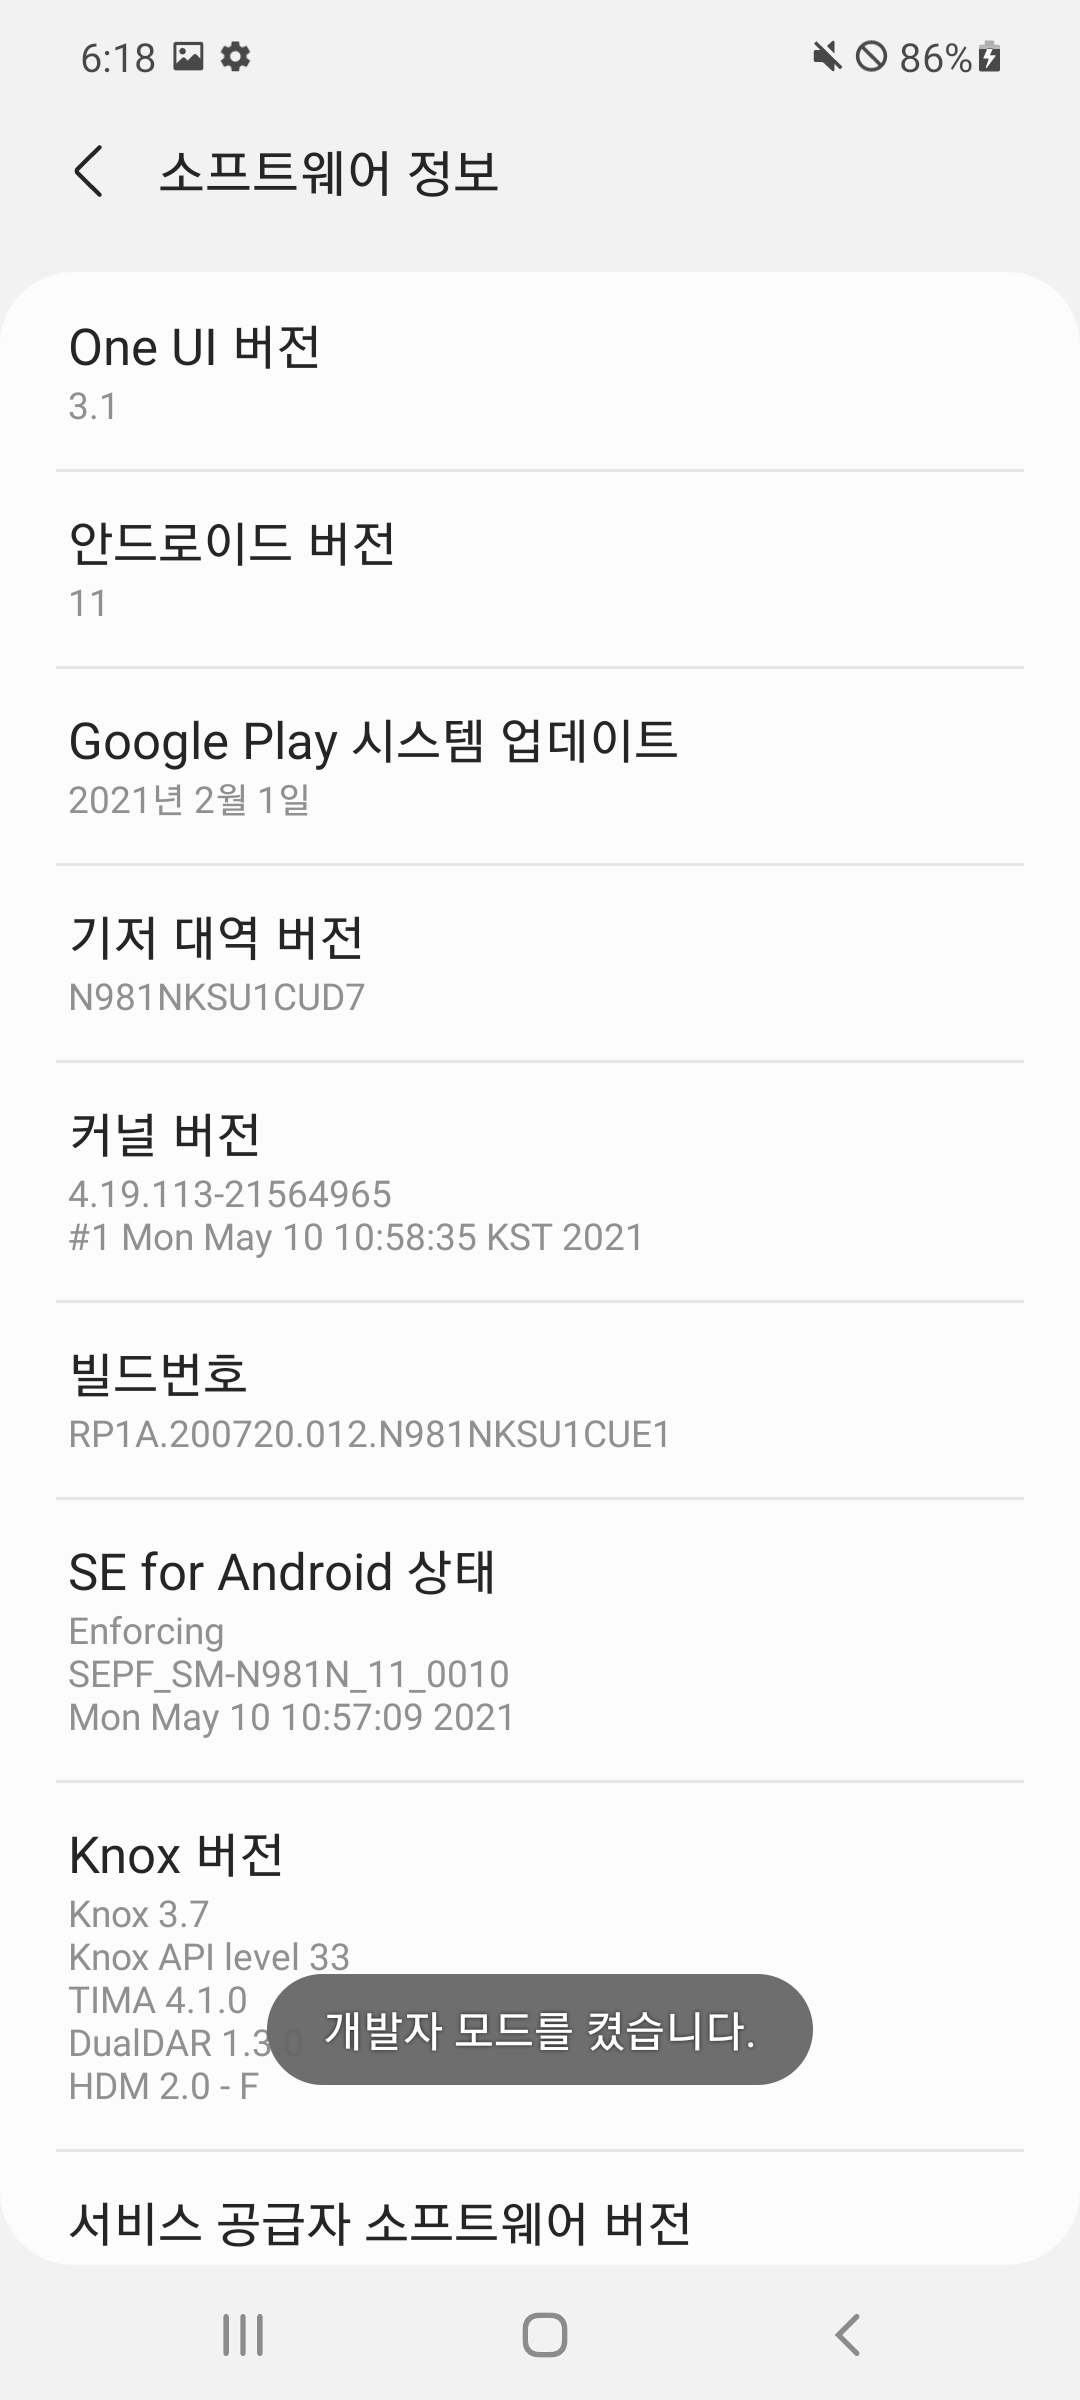 6:18
86%
소프트웨어 정보
One UI 버전
3.1
안드로이드 버전
11
Google Play 시스템 업데이트
2021년 2월 1일
기저 대역 버전
N981NKSU1CUD7
커널 버전
4.19.113-21564965
#1 Mon May 10 10:58:35 KST 2021
빌드번호
RP1A.200720.012.N981NKSU1CUE1
SE for Android 상태
Enforcing
SEPF_SM-N981N_11_0010
Mon May 10 10:57:09 2021
Knox 버전
Knox 3.7
Knox API level 33
TIMA 4.1.0
DualDAR 1.3.0
HDM 2.0 - F
개발자 모드를 켰습니다.
서비스 공급자 소프트웨어 버전